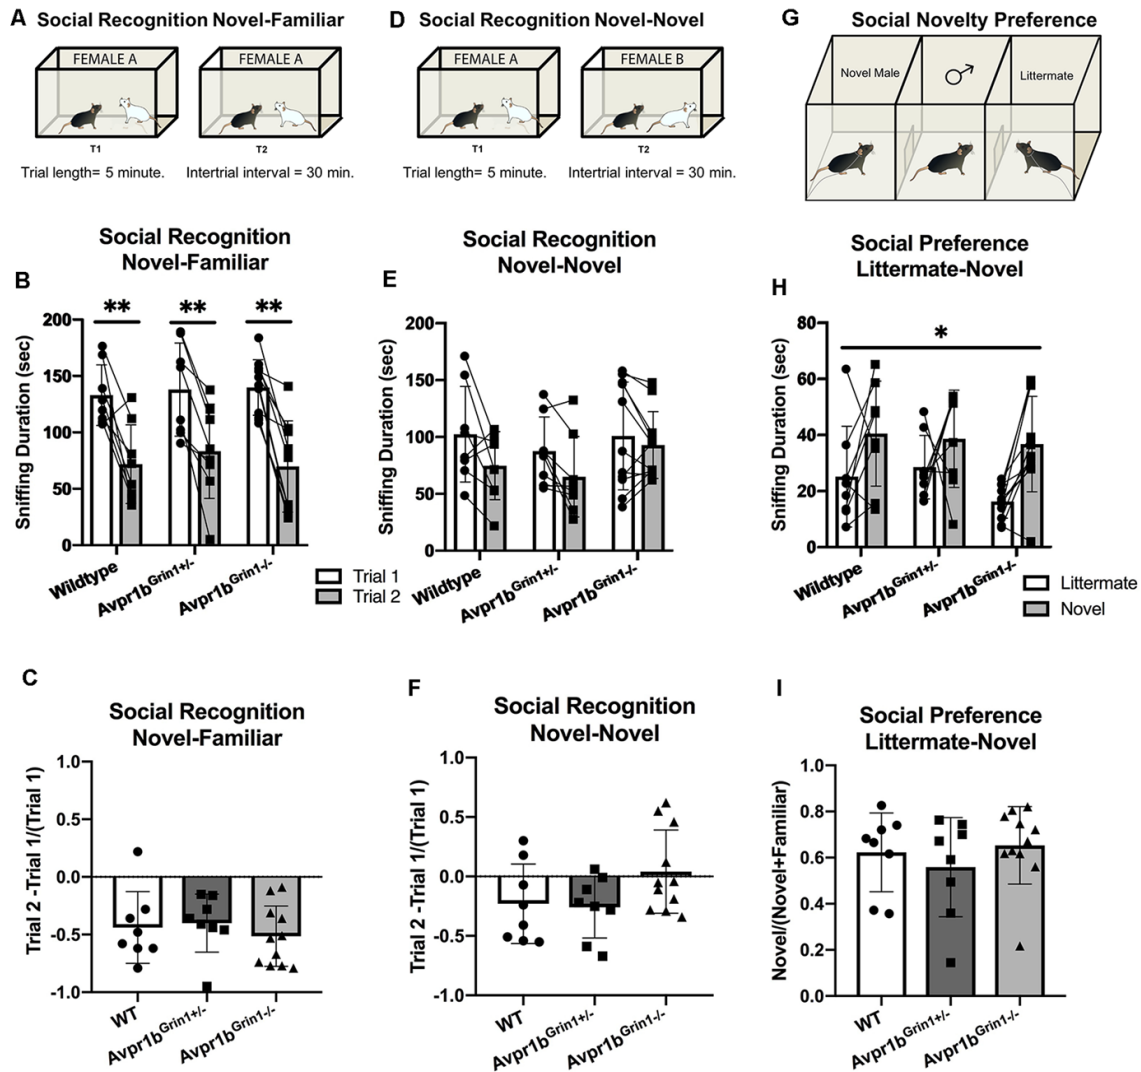 A Social Recognition Novel-Familiar
FEMALE A
FEMALE A
T1
T2
Trial length= 5 minute.
Intertrial interval = 30 min.
D Social Recognition Novel-Novel
FEMALE A
FEMALE B
T1
T2
Trial length= 5 minute.
Intertrial interval = 30 min.
G Social Novelty Preference
Novel Male
♂
Littermate
B
Social Recognition
Novel-Familiar
Sniffing Duration (sec)
200
150
100
50
0
** ** **
Wildtype
Avpr1bGrin1+/-
Avpr1bGrin1-/-
Trial 1
Trial 2
E
Social Recognition
Novel-Novel
Sniffing Duration (sec)
200
150
100
50
0
Wildtype
Avpr1bGrin1+/-
Avpr1bGrin1-/-
H
Social Preference
Littermate-Novel
Sniffing Duration (sec)
80
60
40
20
0
*
Wildtype
Avpr1bGrin1+/-
Avpr1bGrin1-/-
Littermate
Novel
C
Social Recognition
Novel-Familiar
Trial 2 -Trial 1/(Trial 1)
1.0
0.5
0.0
-0.5
-1.0
WT
Avpr1bGrin1+/-
Avpr1bGrin1-/-
F
Social Recognition
Novel-Novel
Trial 2 -Trial 1/(Trial 1)
1.0
0.5
0.0
-0.5
-1.0
WT
Avpr1bGrin1+/-
Avpr1bGrin1-/-
I
Social Preference
Littermate-Novel
Novel/(Novel+Familiar)
1.0
0.8
0.6
0.4
0.2
0.0
WT
Avpr1bGrin1+/-
Avpr1bGrin1-/-